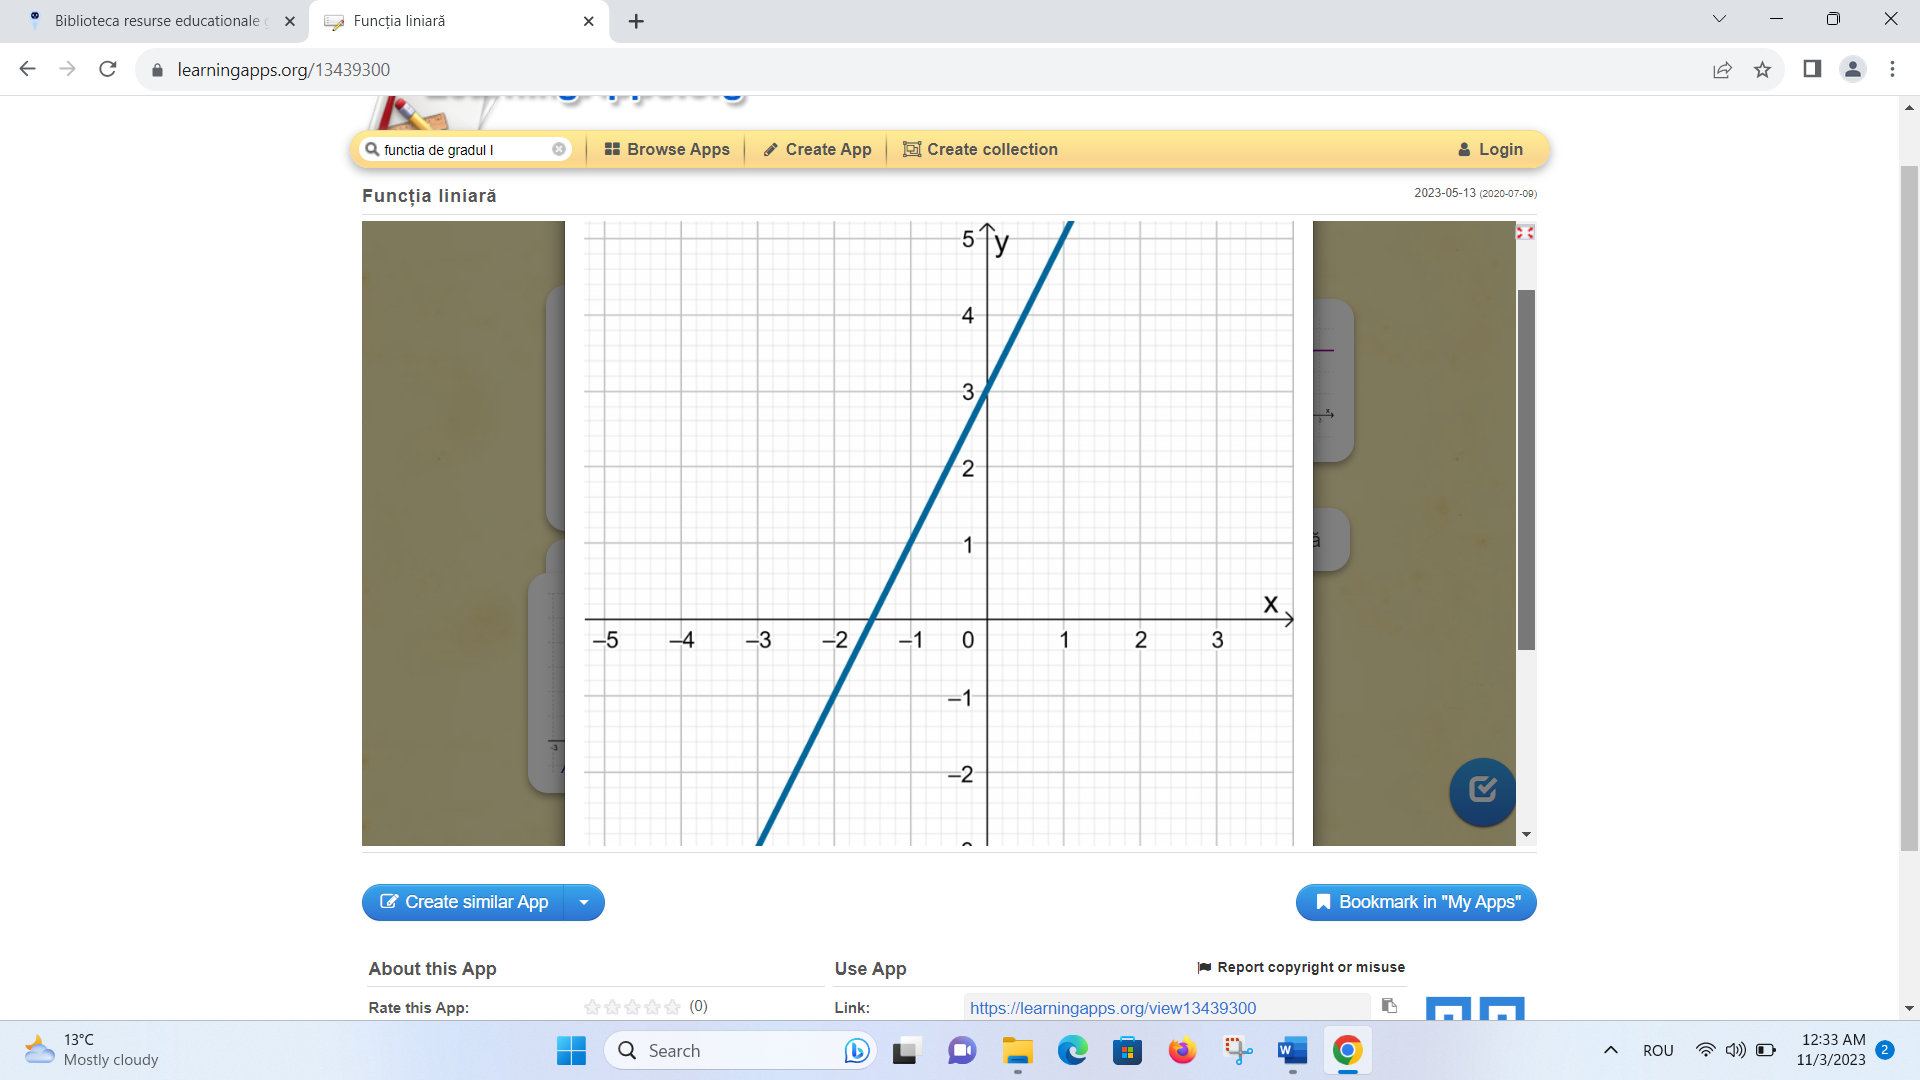 Biblioteca resurse educationale
Funcția liniară
learningapps.org/13439300
functia de gradul I
Browse Apps
Create App
Create collection
Login
Funcția liniară
2023-05-13 (2020-07-09)
y
5
4
3
2
1
x
–5 –4 –3 –2 –1 0 1 2 3
–1
–2
ă
-3
Create similar App
Bookmark in "My Apps"
About this App
Use App
Report copyright or misuse
Rate this App:
(0)
Link:
https://learningapps.org/view13439300
13°C
Mostly cloudy
Search
ROU
12:33 AM
11/3/2023
2